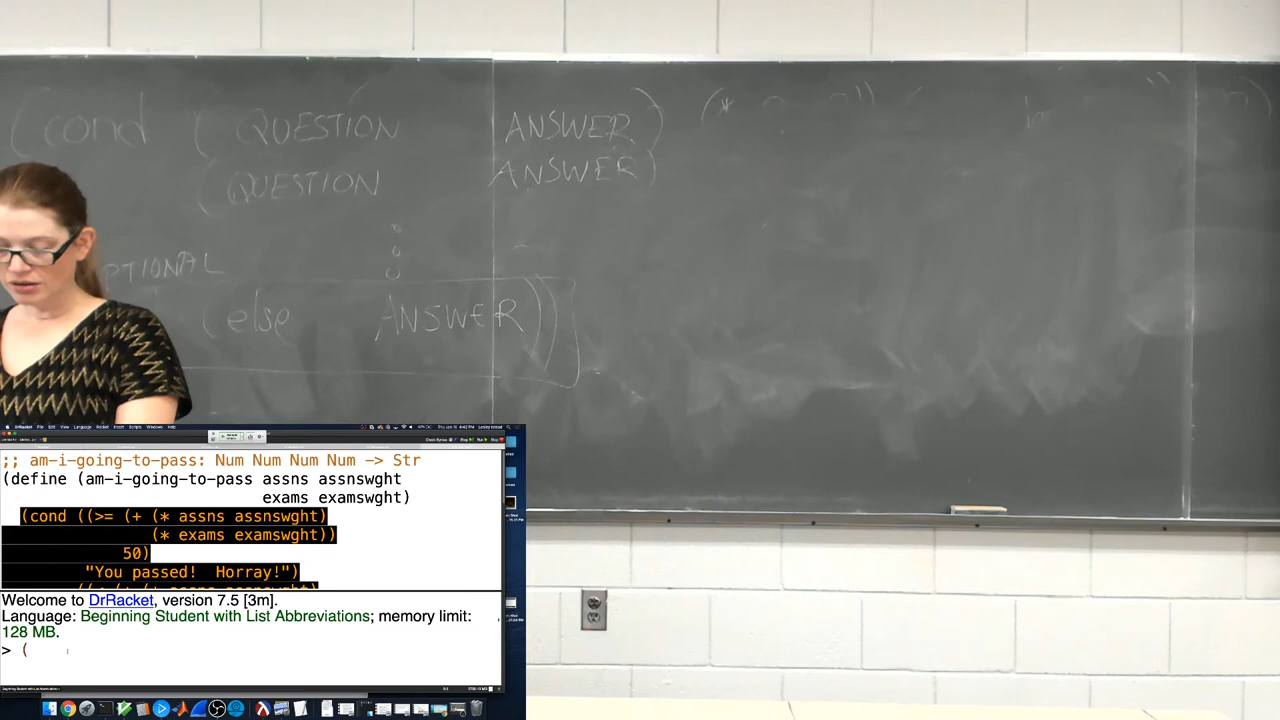 (cond ( QUESTION ANSWER) (*
( QUESTION ANSWER)
PTIONAL
( else ANSWER))
;; am-i-going-to-pass: Num Num Num Num -> Str
(define (am-i-going-to-pass assns assnswght
exams examswght)
(cond ((>= (+ (* assns assnswght)
(* exams examswght))
50)
"You passed!  Horray!")
Welcome to DrRacket, version 7.5 [3m].
Language: Beginning Student with List Abbreviations; memory limit:
128 MB.
> (